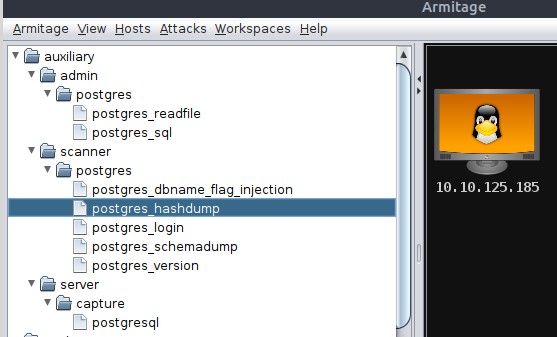 Armitage
Armitage View Hosts Attacks Workspaces Help
auxiliary
admin
postgres
postgres_readfile
postgres_sql
scanner
postgres
postgres_dbname_flag_injection
postgres_hashdump
postgres_login
postgres_schemadump
postgres_version
server
capture
postgresql
10.10.125.185